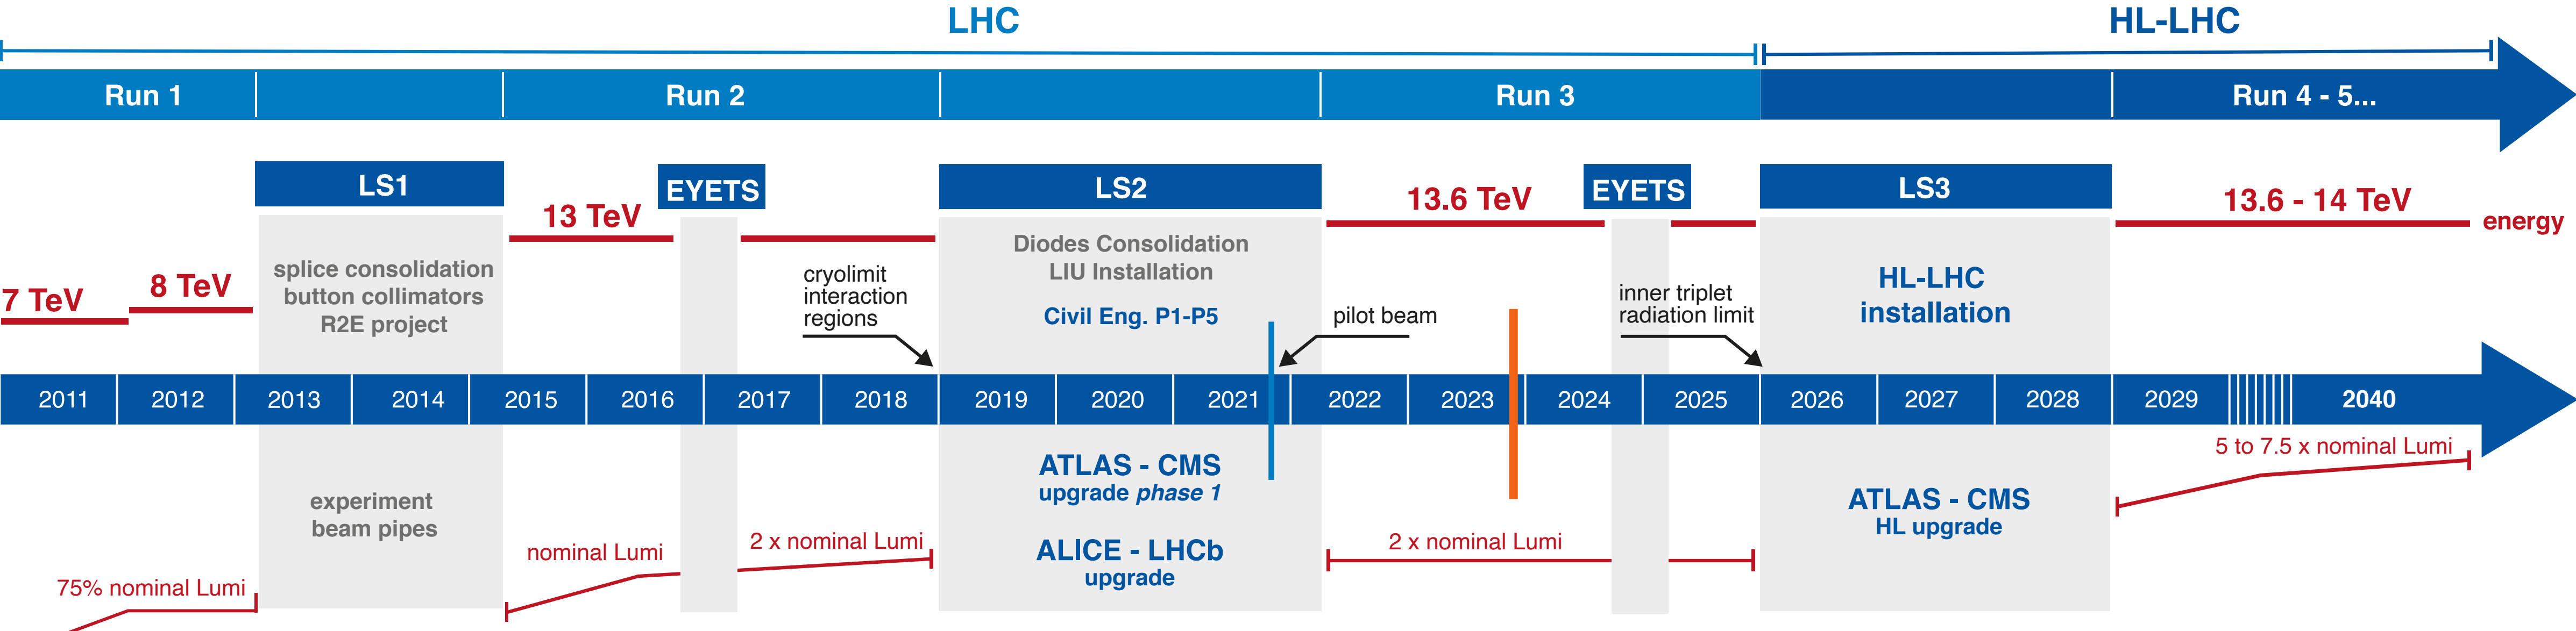 LHC
HL-LHC
Run 1
Run 2
Run 3
Run 4 - 5...
LS1
EYETS
LS2
EYETS
LS3
13 TeV
13.6 TeV
13.6 - 14 TeV
energy
7 TeV
8 TeV
splice consolidation
button collimators
R2E project
cryolimit
interaction
regions
Diodes Consolidation
LIU Installation
Civil Eng. P1-P5
pilot beam
inner triplet
radiation limit
HL-LHC
installation
2011
2012
2013
2014
2015
2016
2017
2018
2019
2020
2021
2022
2023
2024
2025
2026
2027
2028
2029
2040
5 to 7.5 x nominal Lumi
experiment
beam pipes
ATLAS - CMS
upgrade phase 1
ALICE - LHCb
upgrade
ATLAS - CMS
HL upgrade
75% nominal Lumi
nominal Lumi
2 x nominal Lumi
2 x nominal Lumi